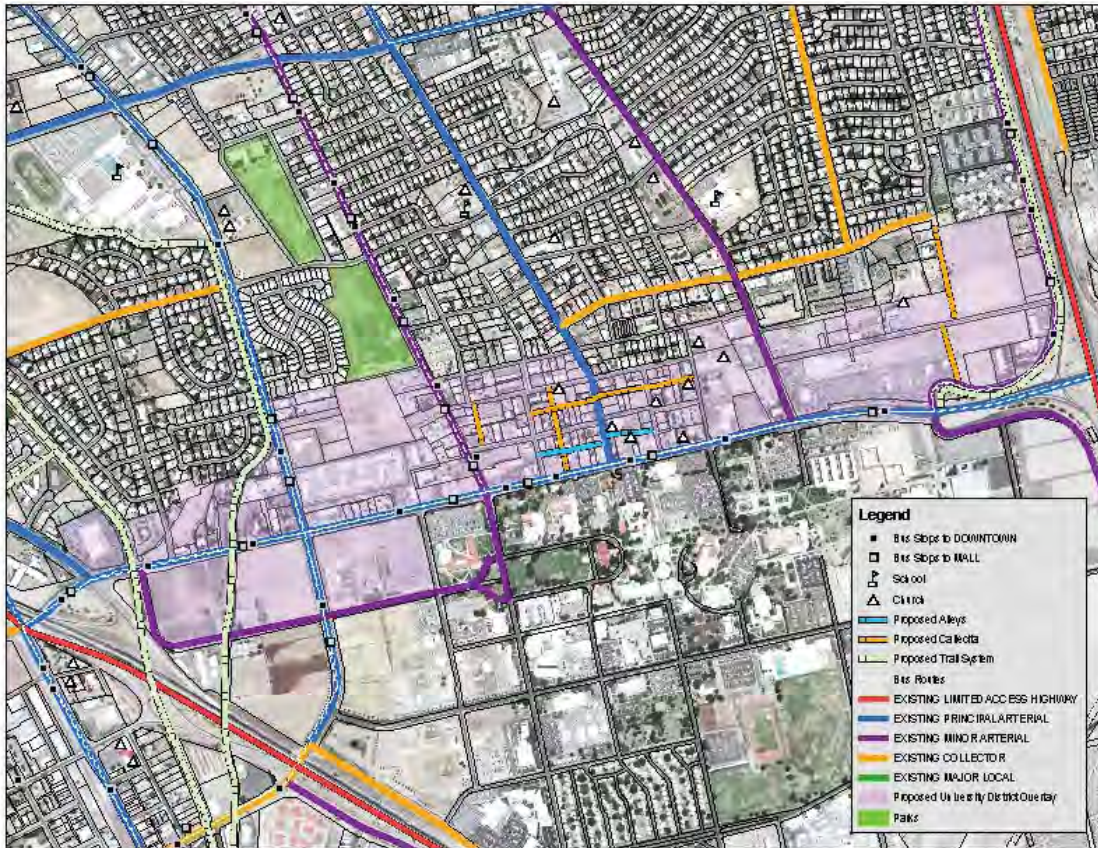 Legend
Bus Stops to DOWNTOWN
Bus Stops to MALL
School
Church
Proposed Alleys
Proposed Callecita
Proposed Trail System
Bus Routes
EXISTING LIMITED ACCESS HIGHWAY
EXISTING PRINCIPAL ARTERIAL
EXISTING MINOR ARTERIAL
EXISTING COLLECTOR
EXISTING MAJOR LOCAL
Proposed University District Overlay
Parks